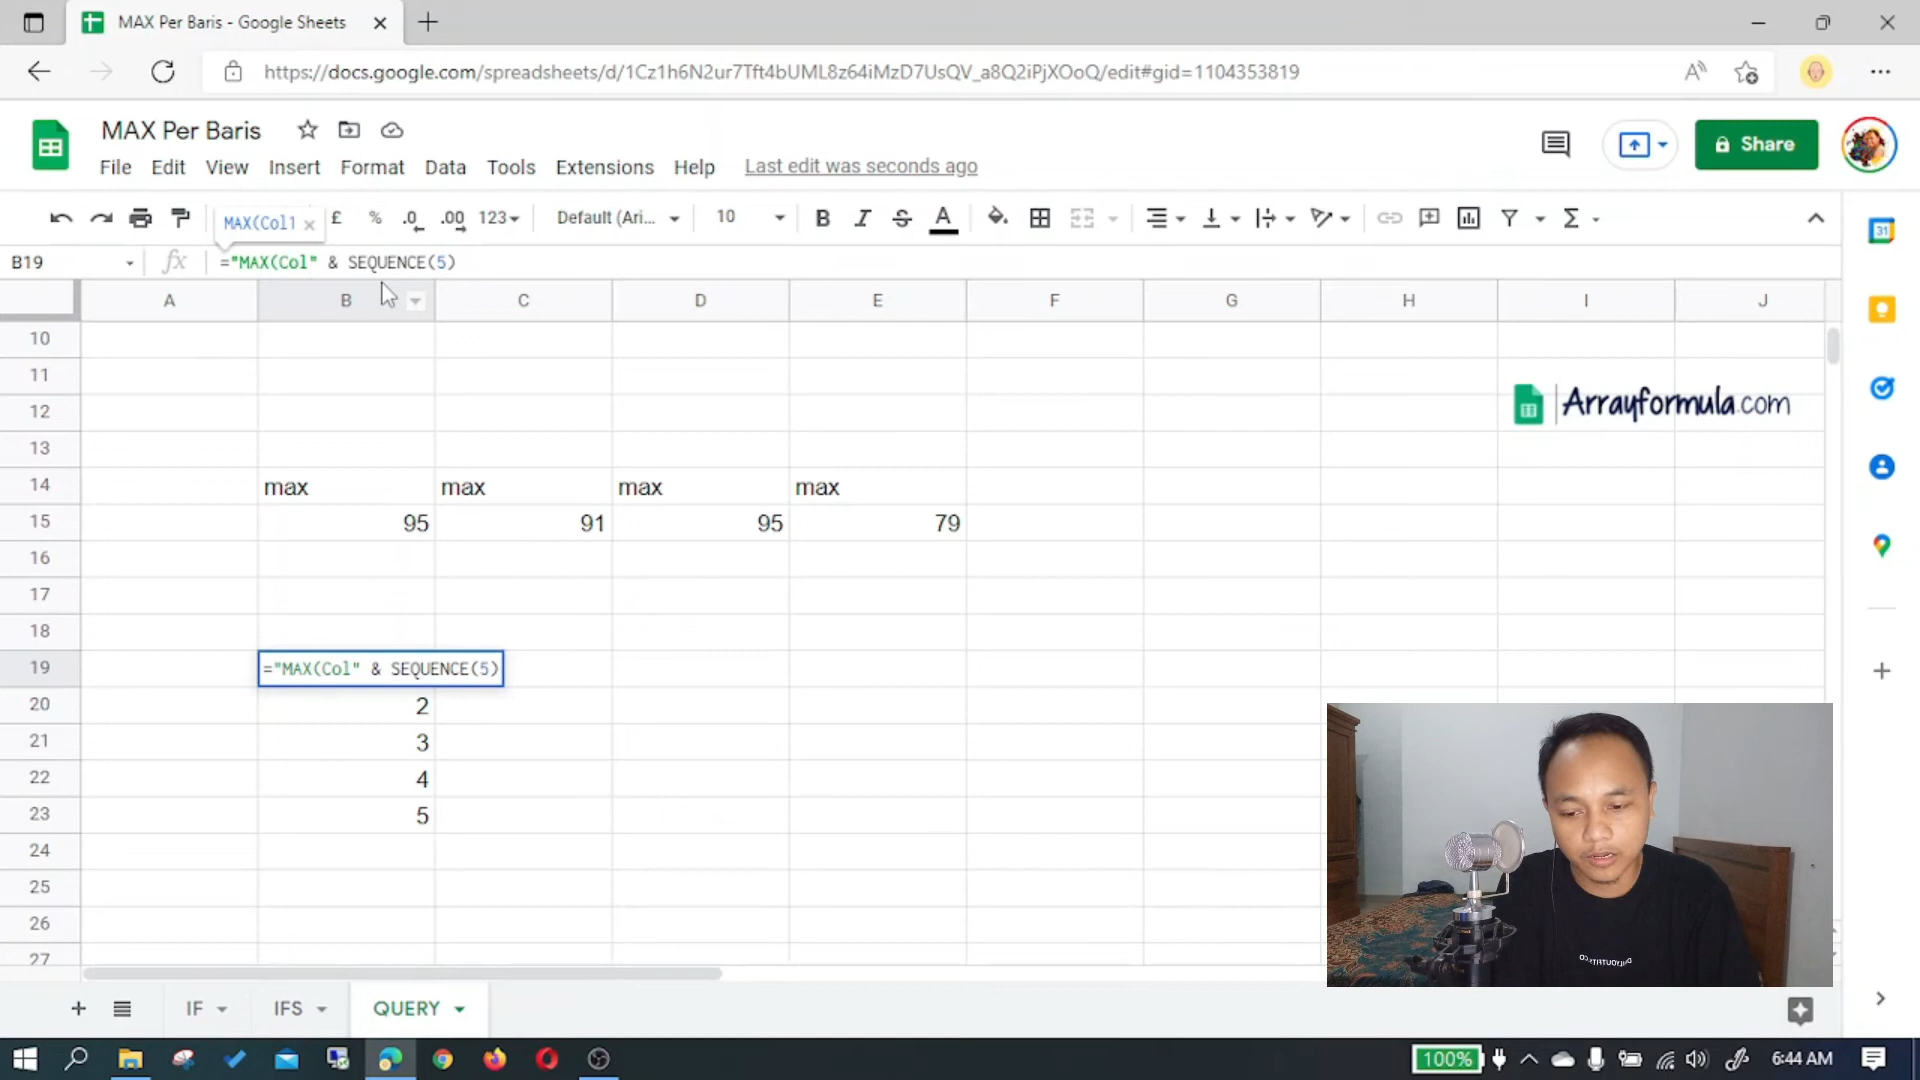 MAX Per Baris - Google Sheets
https://docs.google.com/spreadsheets/d/1Cz1h6N2ur7Tft4bUML8z64iMzD7UsQV_a8Q2iPjXOoQ/edit#gid=1104353819
MAX Per Baris
Share
File Edit View Insert Format Data Tools Extensions Help Last edit was seconds ago
MAX(Col1 × £ % .0 .00 123 Default (Ari... 10 B I S A
B19 fx ="MAX(Col" & SEQUENCE(5)
A B C D E F G H I J
10
11
12 Arrayformula.com
13
14 max max max max
15 95 91 95 79
16
17
18
19 ="MAX(Col" & SEQUENCE(5)
20 2
21 3
22 4
23 5
24
25
26
27
IF IFS QUERY
100% 6:44 AM